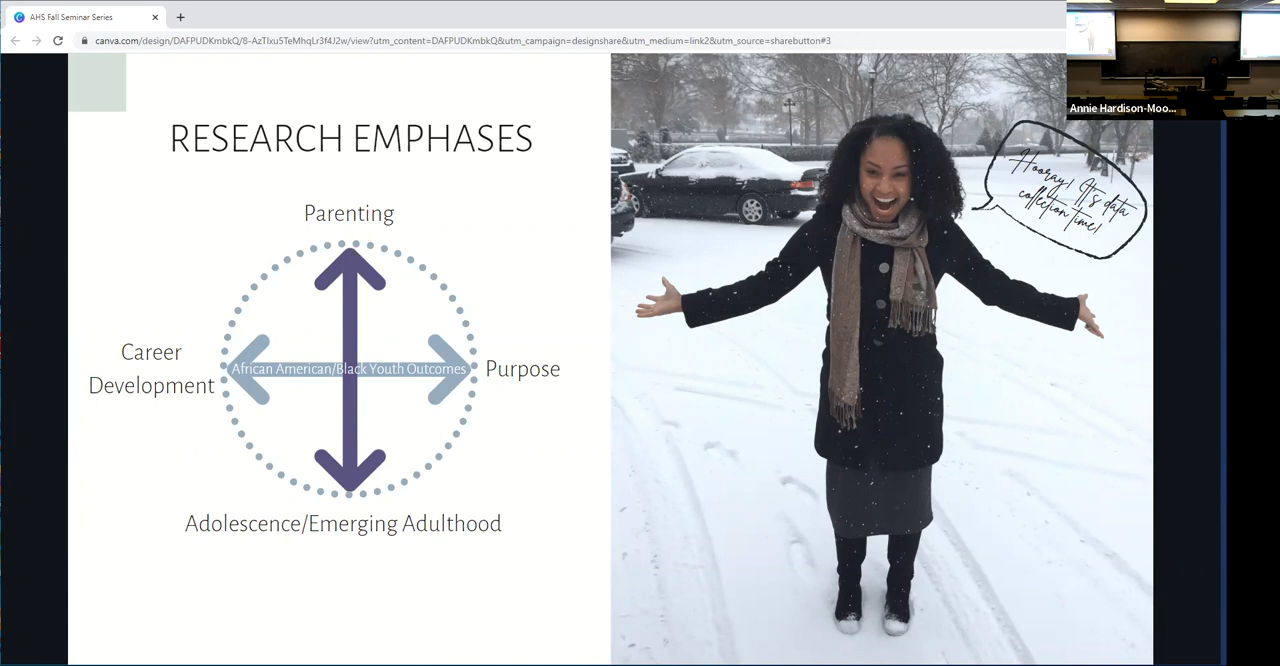 AHS Fall Seminar Series
canva.com/design/DAFPUDKmbkQ/8-AzTlxu5TeMhqLr3f4J2w/view?utm_content=DAFPUDKmbkQ&utm_campaign=designshare&utm_medium=link2&utm_source=sharebutton#3
Annie Hardison-Moo...
RESEARCH EMPHASES
Parenting
Career
Development
African American/Black Youth Outcomes
Purpose
Adolescence/Emerging Adulthood
Hooray! It's data
collection time!